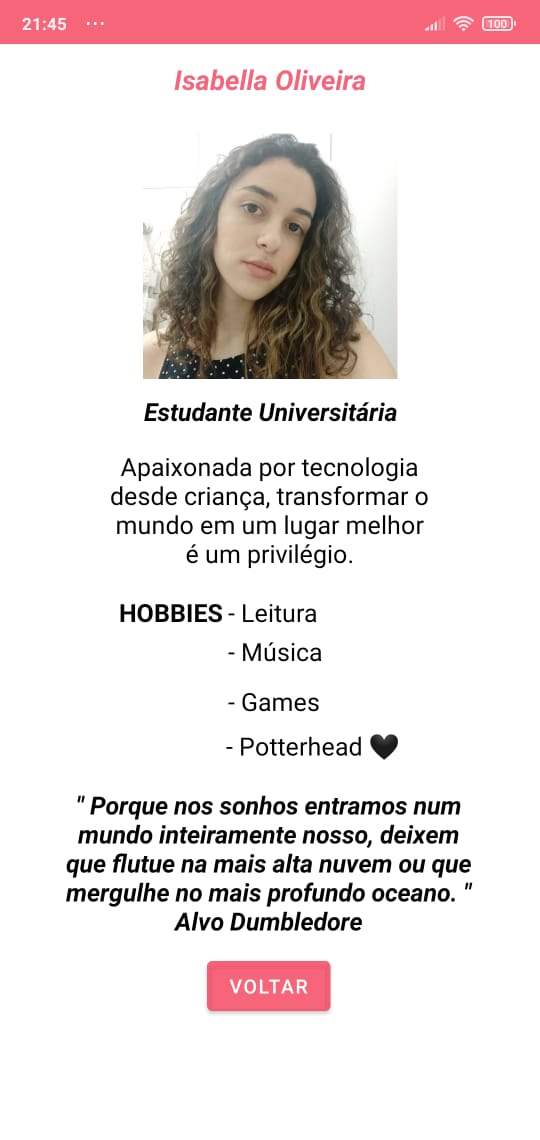 21:45 ... 100
Isabella Oliveira
Estudante Universitária
Apaixonada por tecnologia
desde criança, transformar o
mundo em um lugar melhor
é um privilégio.
HOBBIES - Leitura
- Música
- Games
- Potterhead 🖤
" Porque nos sonhos entramos num
mundo inteiramente nosso, deixem
que flutue na mais alta nuvem ou que
mergulhe no mais profundo oceano. "
Alvo Dumbledore
VOLTAR